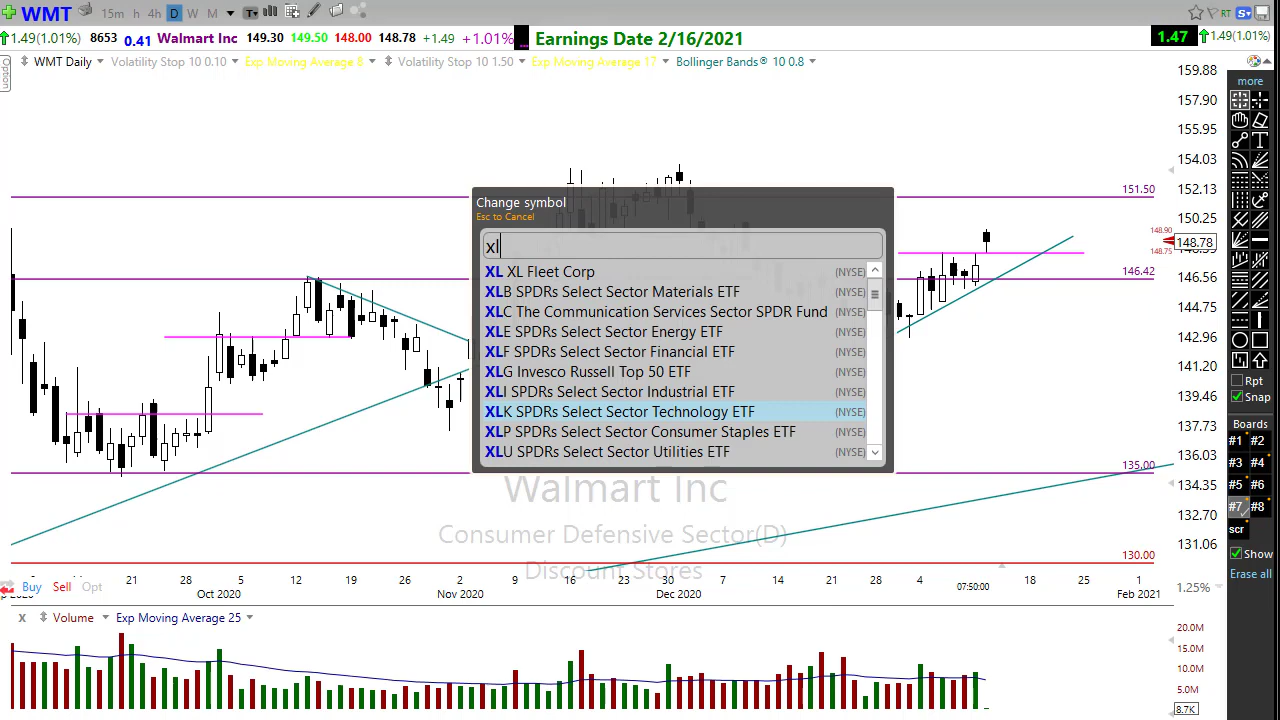 WMT 15m h 4h D W M T RT S
1.49(1.01%) 8653 0.41 Walmart Inc 149.30 149.50 148.00 148.78 +1.49 +1.01% ... Earnings Date 2/16/2021 1.47 1.49(1.01%)
Option
WMT Daily Volatility Stop 10 0.10 Exp Moving Average 8 Volatility Stop 10 1.50 Exp Moving Average 17 Bollinger Bands® 10 0.8
159.88
157.90
155.95
154.03
152.13
150.25
148.78
146.56
144.75
142.96
141.20
139.46
137.73
136.03
134.35
132.70
131.06
151.50
148.90
148.75
146.42
135.00
130.00
Change symbol
Esc to Cancel
xl
XL XL Fleet Corp (NYSE)
XLB SPDRs Select Sector Materials ETF (NYSE)
XLC The Communication Services Sector SPDR Fund (NYSE)
XLE SPDRs Select Sector Energy ETF (NYSE)
XLF SPDRs Select Sector Financial ETF (NYSE)
XLG Invesco Russell Top 50 ETF (NYSE)
XLI SPDRs Select Sector Industrial ETF (NYSE)
XLK SPDRs Select Sector Technology ETF (NYSE)
XLP SPDRs Select Sector Consumer Staples ETF (NYSE)
XLU SPDRs Select Sector Utilities ETF (NYSE)
Walmart Inc
Consumer Defensive Sector(D)
Discount Stores
more
Rpt
Snap
Boards
#1 #2
#3 #4
#5 #6
#7 #8
scr
Show
Erase all
21 28 5 12 19 26 2 9 16 23 30 7 14 21 28 4 07:50:00 18 25 1
Buy Sell Opt 1.25%
Oct 2020 Nov 2020 Dec 2020 Feb 2021
X Volume Exp Moving Average 25
20.0M
15.0M
10.0M
5.0M
8.7K